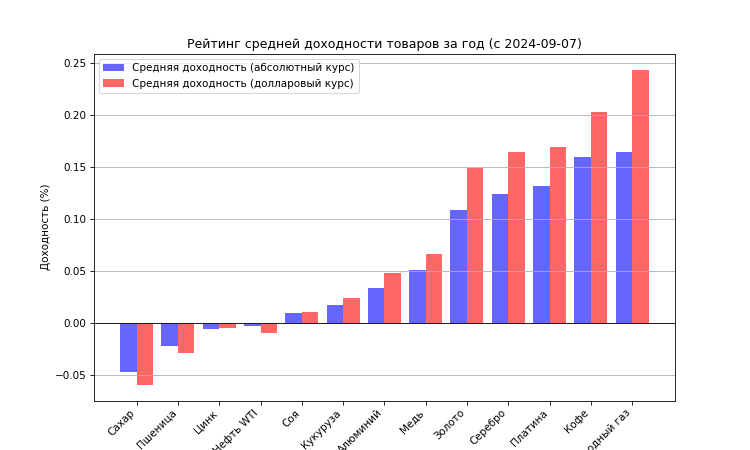 Рейтинг средней доходности товаров за год (с 2024-09-07)
Средняя доходность (абсолютный курс)
Средняя доходность (долларовый курс)
Доходность (%)
0.25
0.20
0.15
0.10
0.05
0.00
−0.05
Сахар
Пшеница
Цинк
Нефть WTI
Соя
Кукуруза
Алюминий
Медь
Золото
Серебро
Платина
Кофе
газ